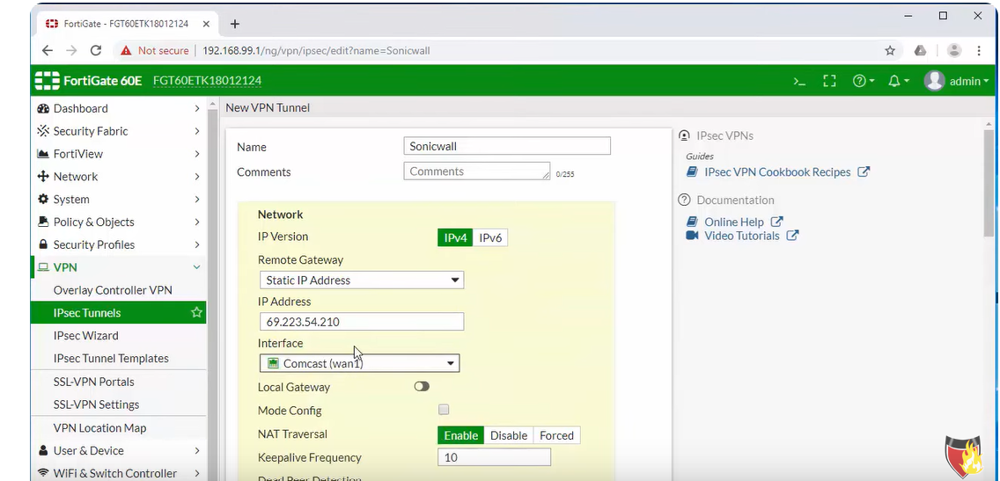 FortiGate - FGT60ETK18012124
Not secure 192.168.99.1/ng/vpn/ipsec/edit?name=Sonicwall
FortiGate 60E FGT60ETK18012124 >_ admin
Dashboard
Security Fabric
FortiView
Network
System
Policy & Objects
Security Profiles
VPN
Overlay Controller VPN
IPsec Tunnels
IPsec Wizard
IPsec Tunnel Templates
SSL-VPN Portals
SSL-VPN Settings
VPN Location Map
User & Device
WiFi & Switch Controller
New VPN Tunnel
Name Sonicwall
Comments Comments 0/255
Network
IP Version IPv4 IPv6
Remote Gateway
Static IP Address
IP Address
69.223.54.210
Interface
Comcast (wan1)
Local Gateway
Mode Config
NAT Traversal Enable Disable Forced
Keepalive Frequency 10
Dead Peer Detection
IPsec VPNs
Guides
IPsec VPN Cookbook Recipes
Documentation
Online Help
Video Tutorials